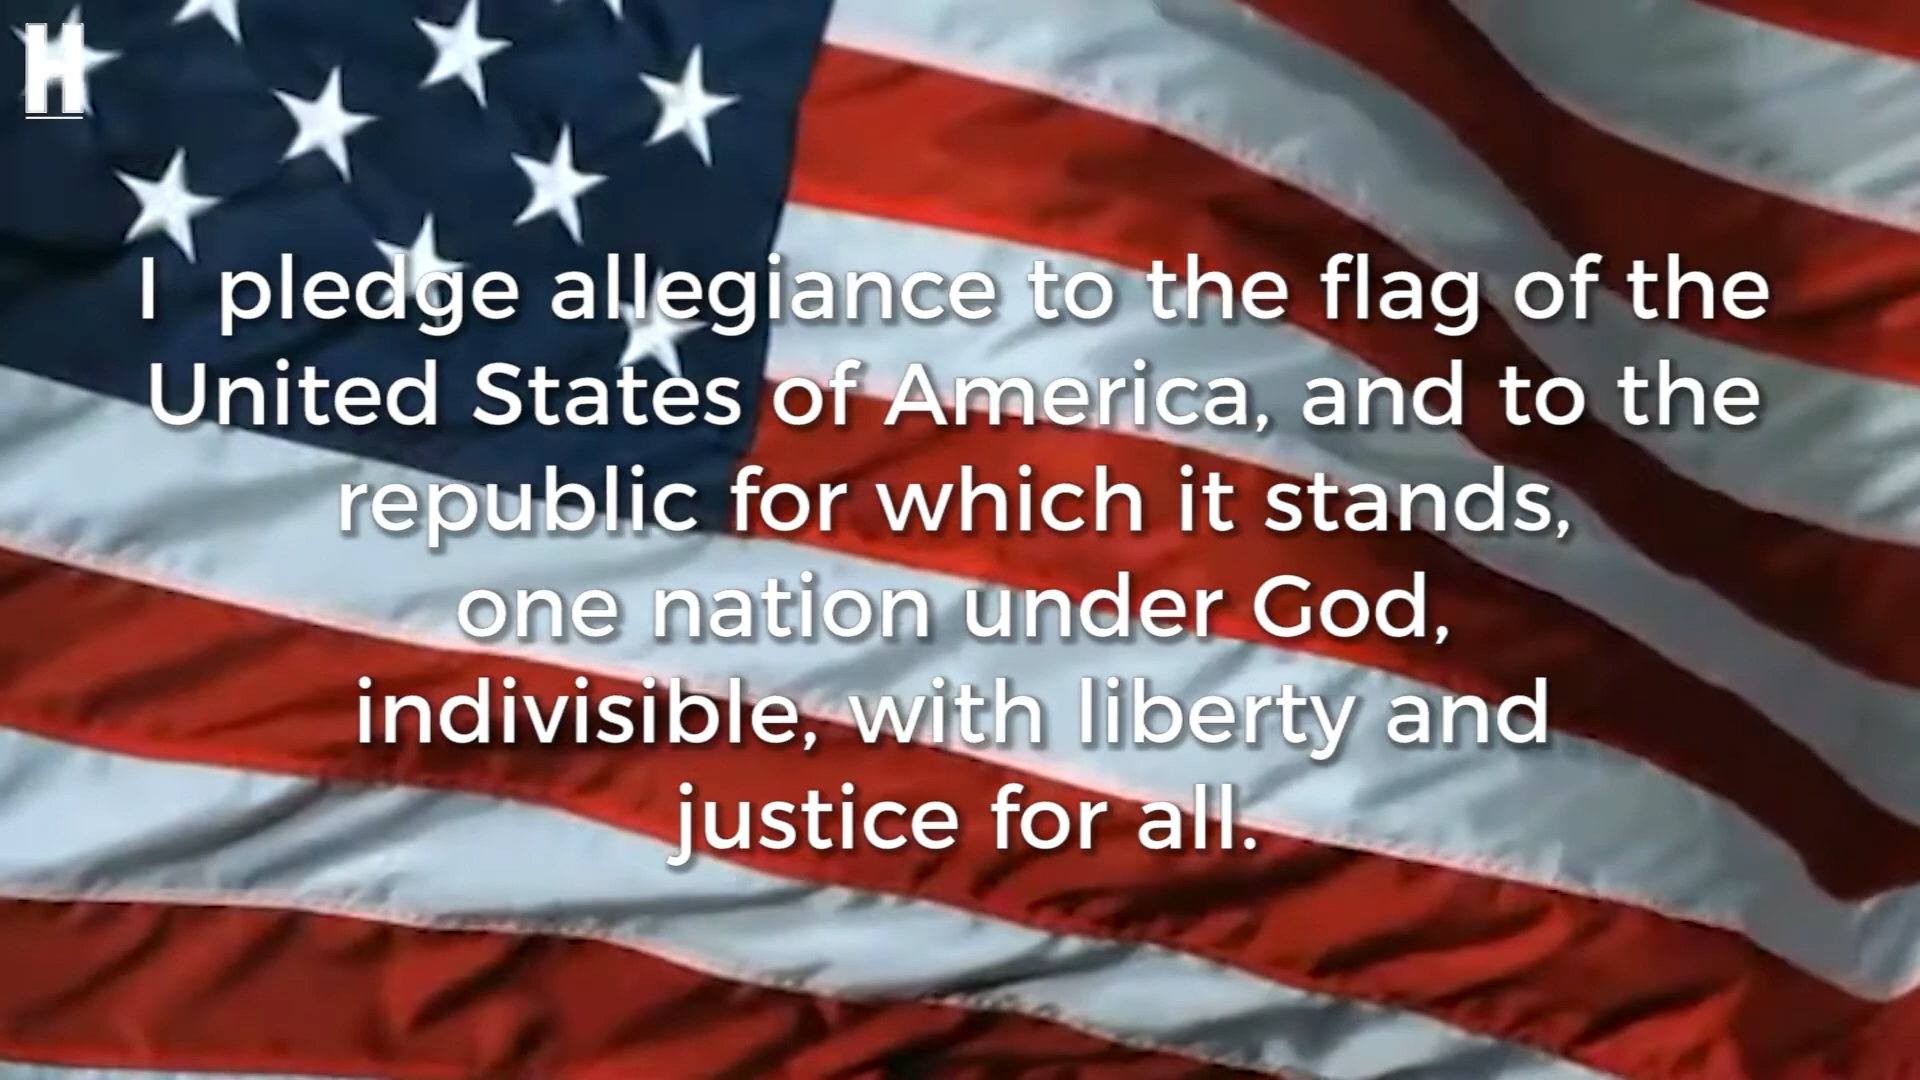 H
I pledge allegiance to the flag of the
United States of America, and to the
republic for which it stands,
one nation under God,
indivisible, with liberty and
justice for all.